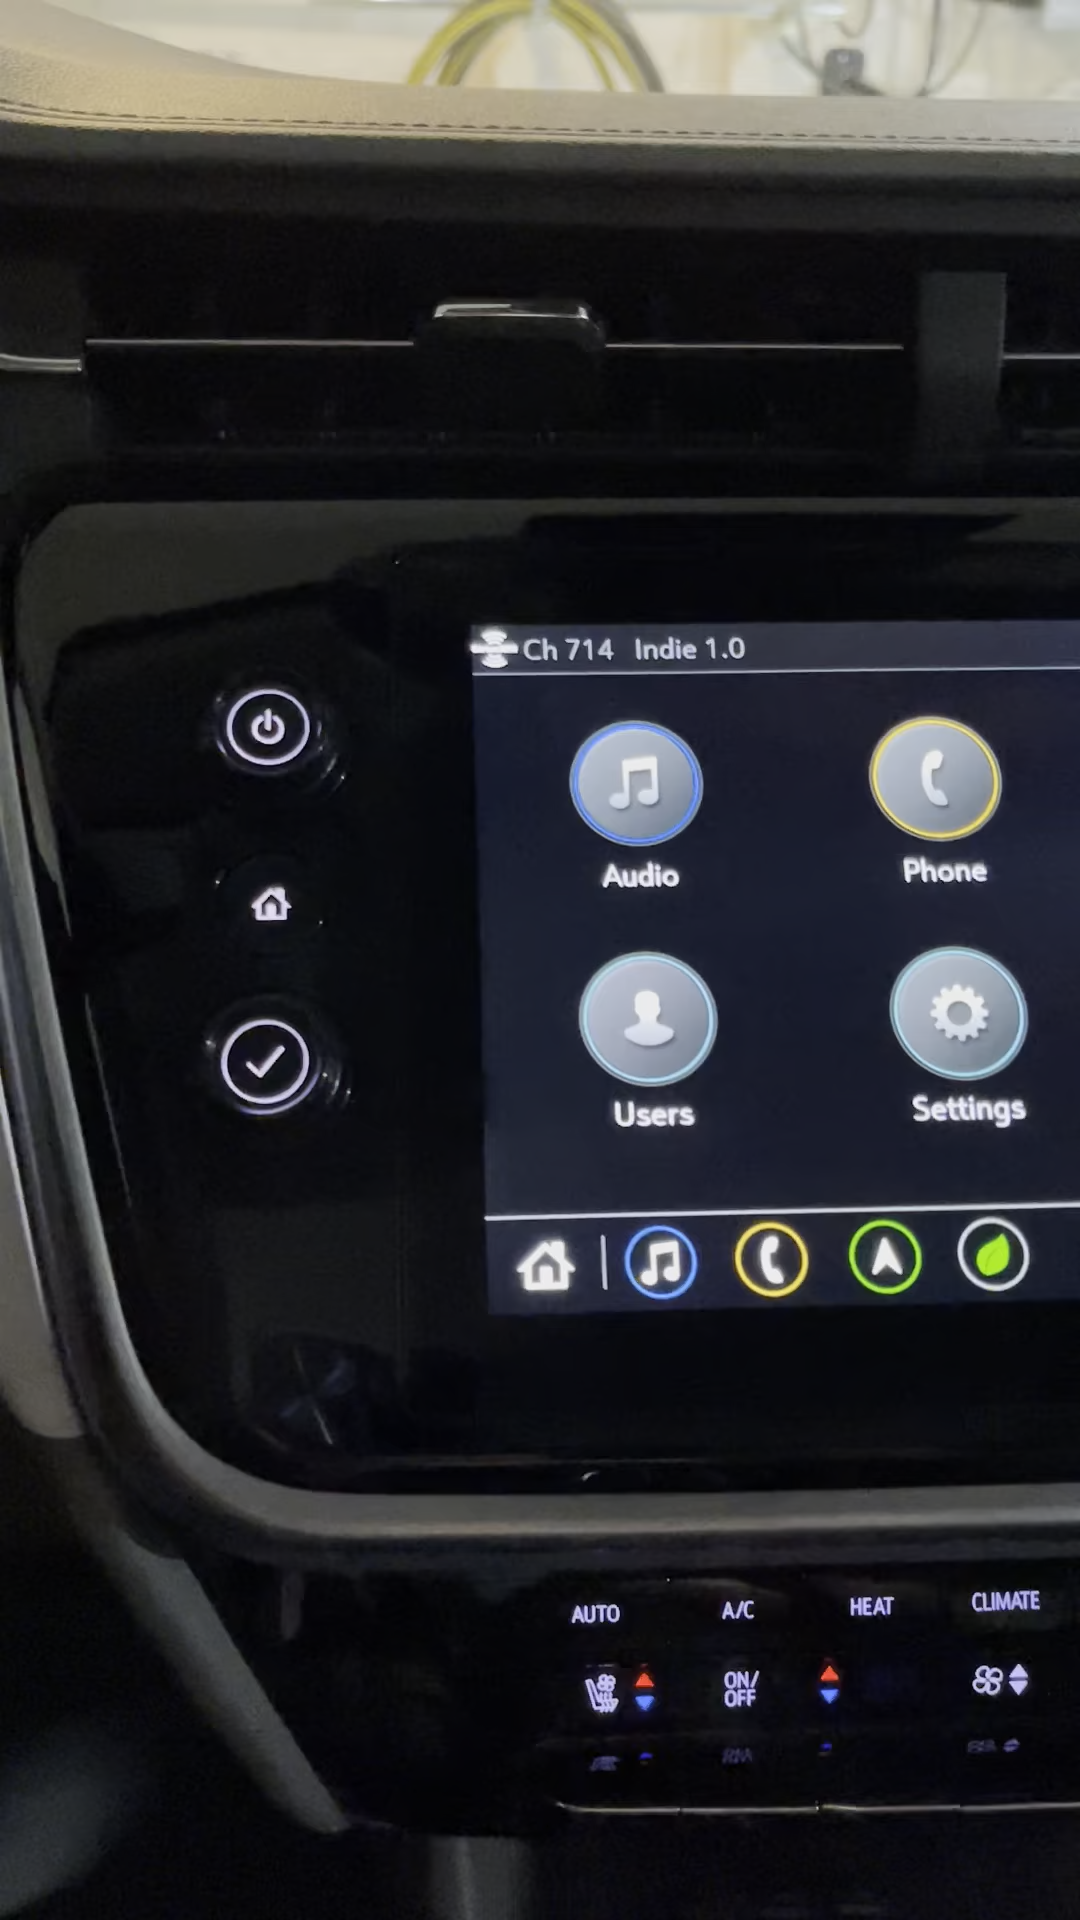 Ch 714 Indie 1.0
Audio
Phone
Users
Settings
AUTO A/C HEAT CLIMATE
ON/
OFF